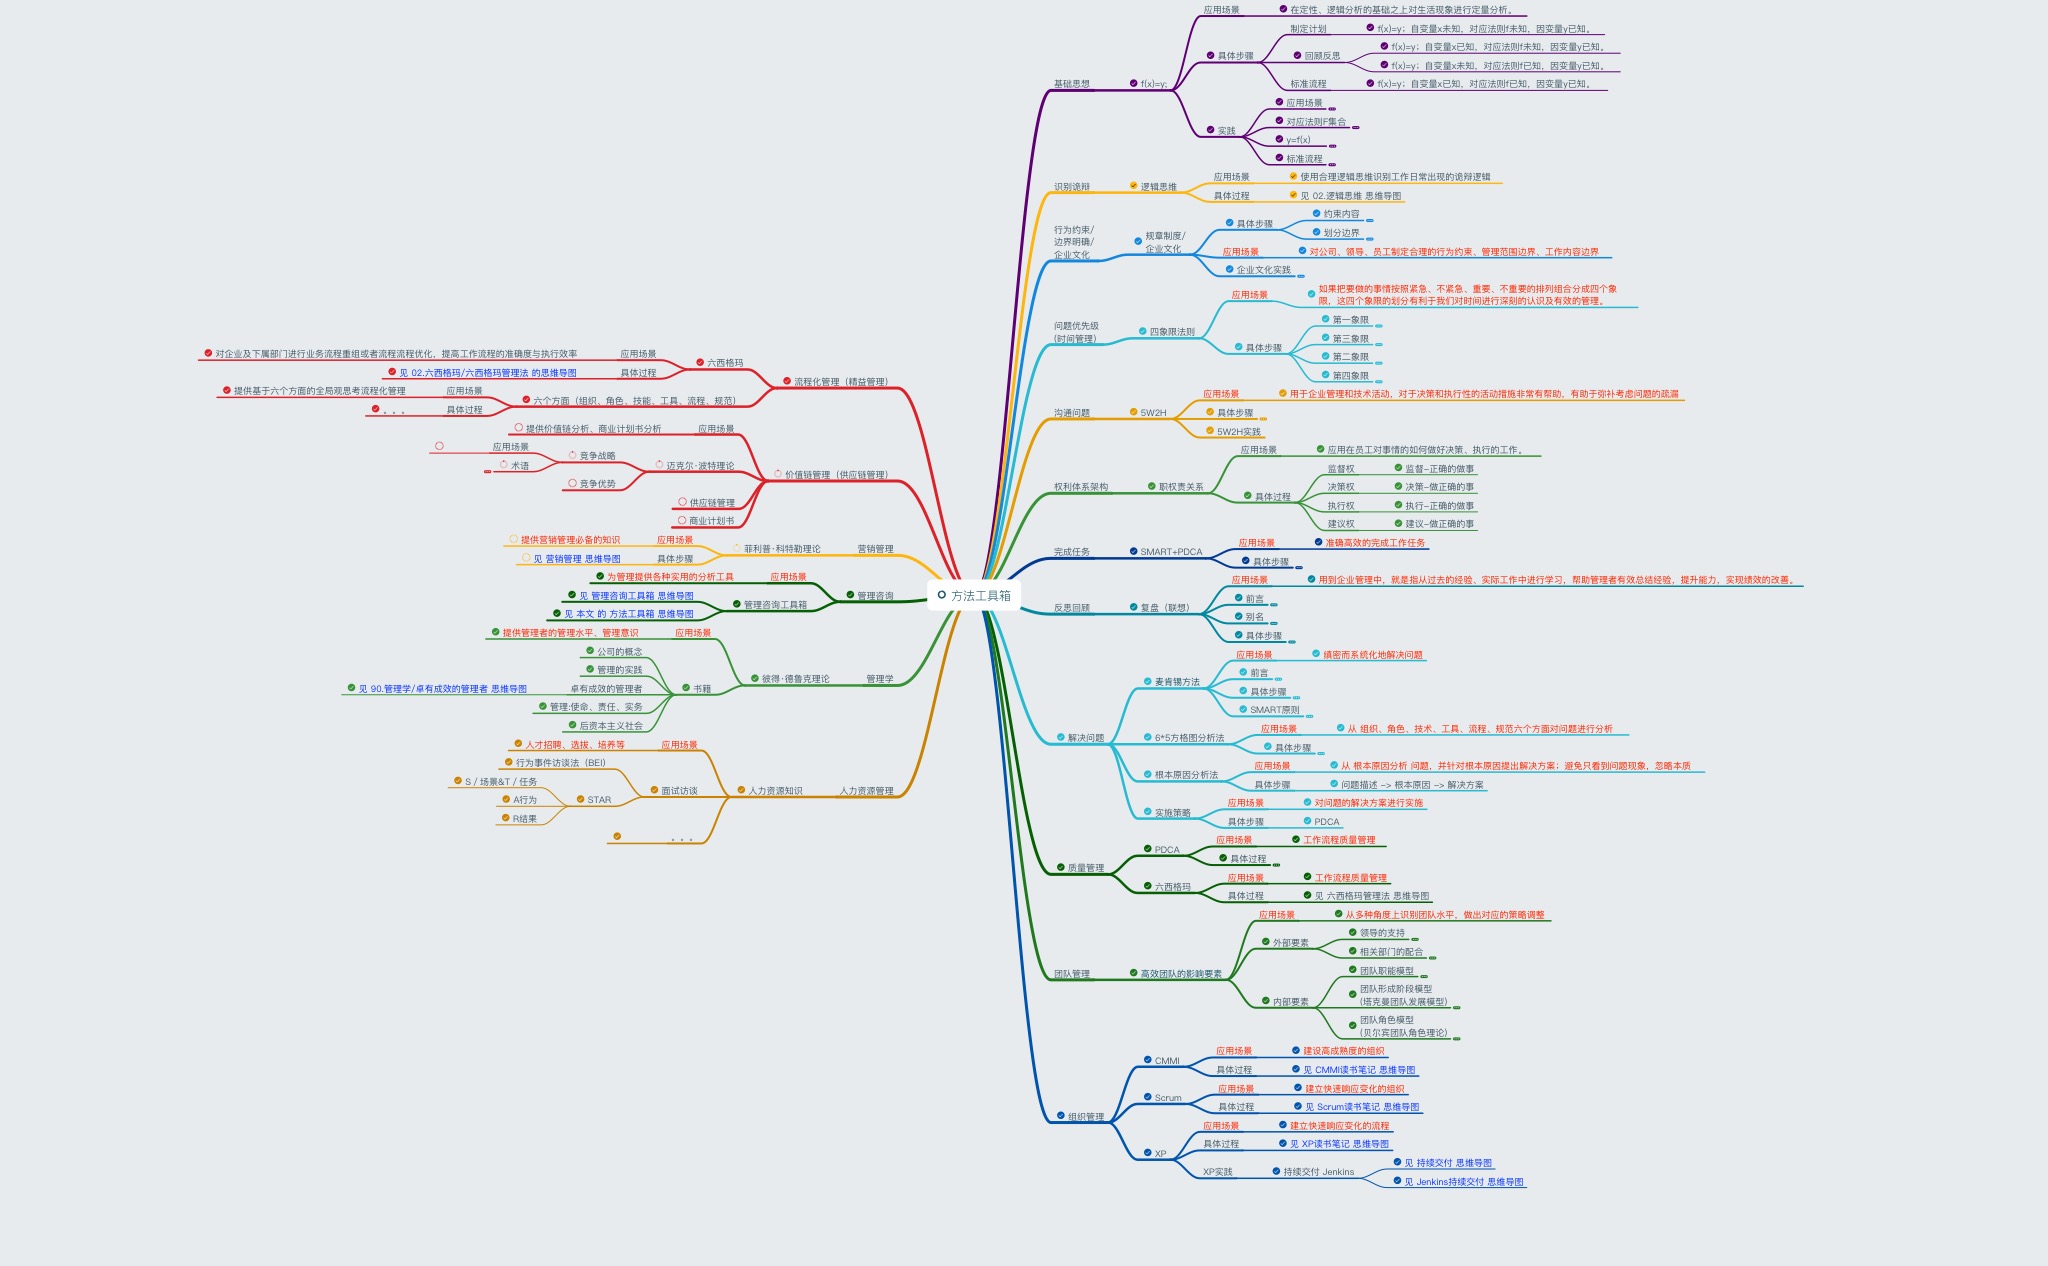 方法工具箱
基础思想
f(x)=y;
应用场景
在定性、逻辑分析的基础之上对生活现象进行定量分析。
具体步骤
制定计划
f(x)=y；自变量x未知，对应法则f未知，因变量y已知。
回顾反思
f(x)=y；自变量x已知，对应法则f未知，因变量y已知。
f(x)=y；自变量x未知，对应法则f已知，因变量y已知。
标准流程
f(x)=y；自变量x已知，对应法则f已知，因变量y已知。
实践
应用场景
对应法则F集合
y=f(x)
标准流程
识别诡辩
逻辑思维
应用场景
使用合理逻辑思维识别工作日常出现的诡辩逻辑
具体过程
见 02.逻辑思维 思维导图
行为约束/
边界明确/
企业文化
规章制度/
企业文化
具体步骤
约束内容
划分边界
应用场景
对公司、领导、员工制定合理的行为约束、管理范围边界、工作内容边界
企业文化实践
问题优先级
(时间管理)
四象限法则
应用场景
如果把要做的事情按照紧急、不紧急、重要、不重要的排列组合分成四个象
限，这四个象限的划分有利于我们对时间进行深刻的认识及有效的管理。
具体步骤
第一象限
第三象限
第二象限
第四象限
沟通问题
5W2H
应用场景
用于企业管理和技术活动，对于决策和执行性的活动措施非常有帮助，有助于弥补考虑问题的疏漏
具体步骤
5W2H实践
权利体系架构
职权责关系
应用场景
应用在员工对事情的如何做好决策、执行的工作。
具体过程
监督权
监督-正确的做事
决策权
决策-做正确的事
执行权
执行-正确的做事
建议权
建议-做正确的事
完成任务
SMART+PDCA
应用场景
准确高效的完成工作任务
具体步骤
反思回顾
复盘（联想）
应用场景
用到企业管理中，就是指从过去的经验、实际工作中进行学习，帮助管理者有效总结经验，提升能力，实现绩效的改善。
前言
别名
具体步骤
解决问题
麦肯锡方法
应用场景
缜密而系统化地解决问题
前言
具体步骤
SMART原则
6*5方格图分析法
应用场景
从 组织、角色、技术、工具、流程、规范六个方面对问题进行分析
具体步骤
根本原因分析法
应用场景
从 根本原因分析 问题，并针对根本原因提出解决方案；避免只看到问题现象，忽略本质
具体步骤
问题描述 -> 根本原因 -> 解决方案
实施策略
应用场景
对问题的解决方案进行实施
具体步骤
PDCA
质量管理
PDCA
应用场景
工作流程质量管理
具体过程
六西格玛
应用场景
工作流程质量管理
具体过程
见 六西格玛管理法 思维导图
团队管理
高效团队的影响要素
应用场景
从多种角度上识别团队水平，做出对应的策略调整
外部要素
领导的支持
相关部门的配合
内部要素
团队职能模型
团队形成阶段模型
(塔克曼团队发展模型)
团队角色模型
(贝尔宾团队角色理论)
组织管理
CMMI
应用场景
建设高成熟度的组织
具体过程
见 CMMI读书笔记 思维导图
Scrum
应用场景
建立快速响应变化的组织
具体过程
见 Scrum读书笔记 思维导图
XP
应用场景
建立快速响应变化的流程
具体过程
见 XP读书笔记 思维导图
XP实践
持续交付 Jenkins
见 持续交付 思维导图
见 Jenkins持续交付 思维导图
流程化管理（精益管理）
六西格玛
应用场景
对企业及下属部门进行业务流程重组或者流程流程优化，提高工作流程的准确度与执行效率
具体过程
见 02.六西格玛/六西格玛管理法 的思维导图
六个方面（组织、角色、技能、工具、流程、规范）
应用场景
提供基于六个方面的全局观思考流程化管理
具体过程
。。。
价值链管理（供应链管理）
应用场景
提供价值链分析、商业计划书分析
迈克尔·波特理论
竞争战略
应用场景
术语
竞争优势
供应链管理
商业计划书
营销管理
菲利普·科特勒理论
应用场景
提供营销管理必备的知识
具体步骤
见 营销管理 思维导图
管理咨询
应用场景
为管理提供各种实用的分析工具
管理咨询工具箱
见 管理咨询工具箱 思维导图
见 本文 的 方法工具箱 思维导图
管理学
彼得·德鲁克理论
应用场景
提供管理者的管理水平、管理意识
书籍
公司的概念
管理的实践
卓有成效的管理者
见 90.管理学/卓有成效的管理者 思维导图
管理:使命、责任、实务
后资本主义社会
人力资源管理
人力资源知识
应用场景
人才招聘、选拔、培养等
面试访谈
行为事件访谈法（BEI）
STAR
S / 场景&T / 任务
A行为
R结果
。。。